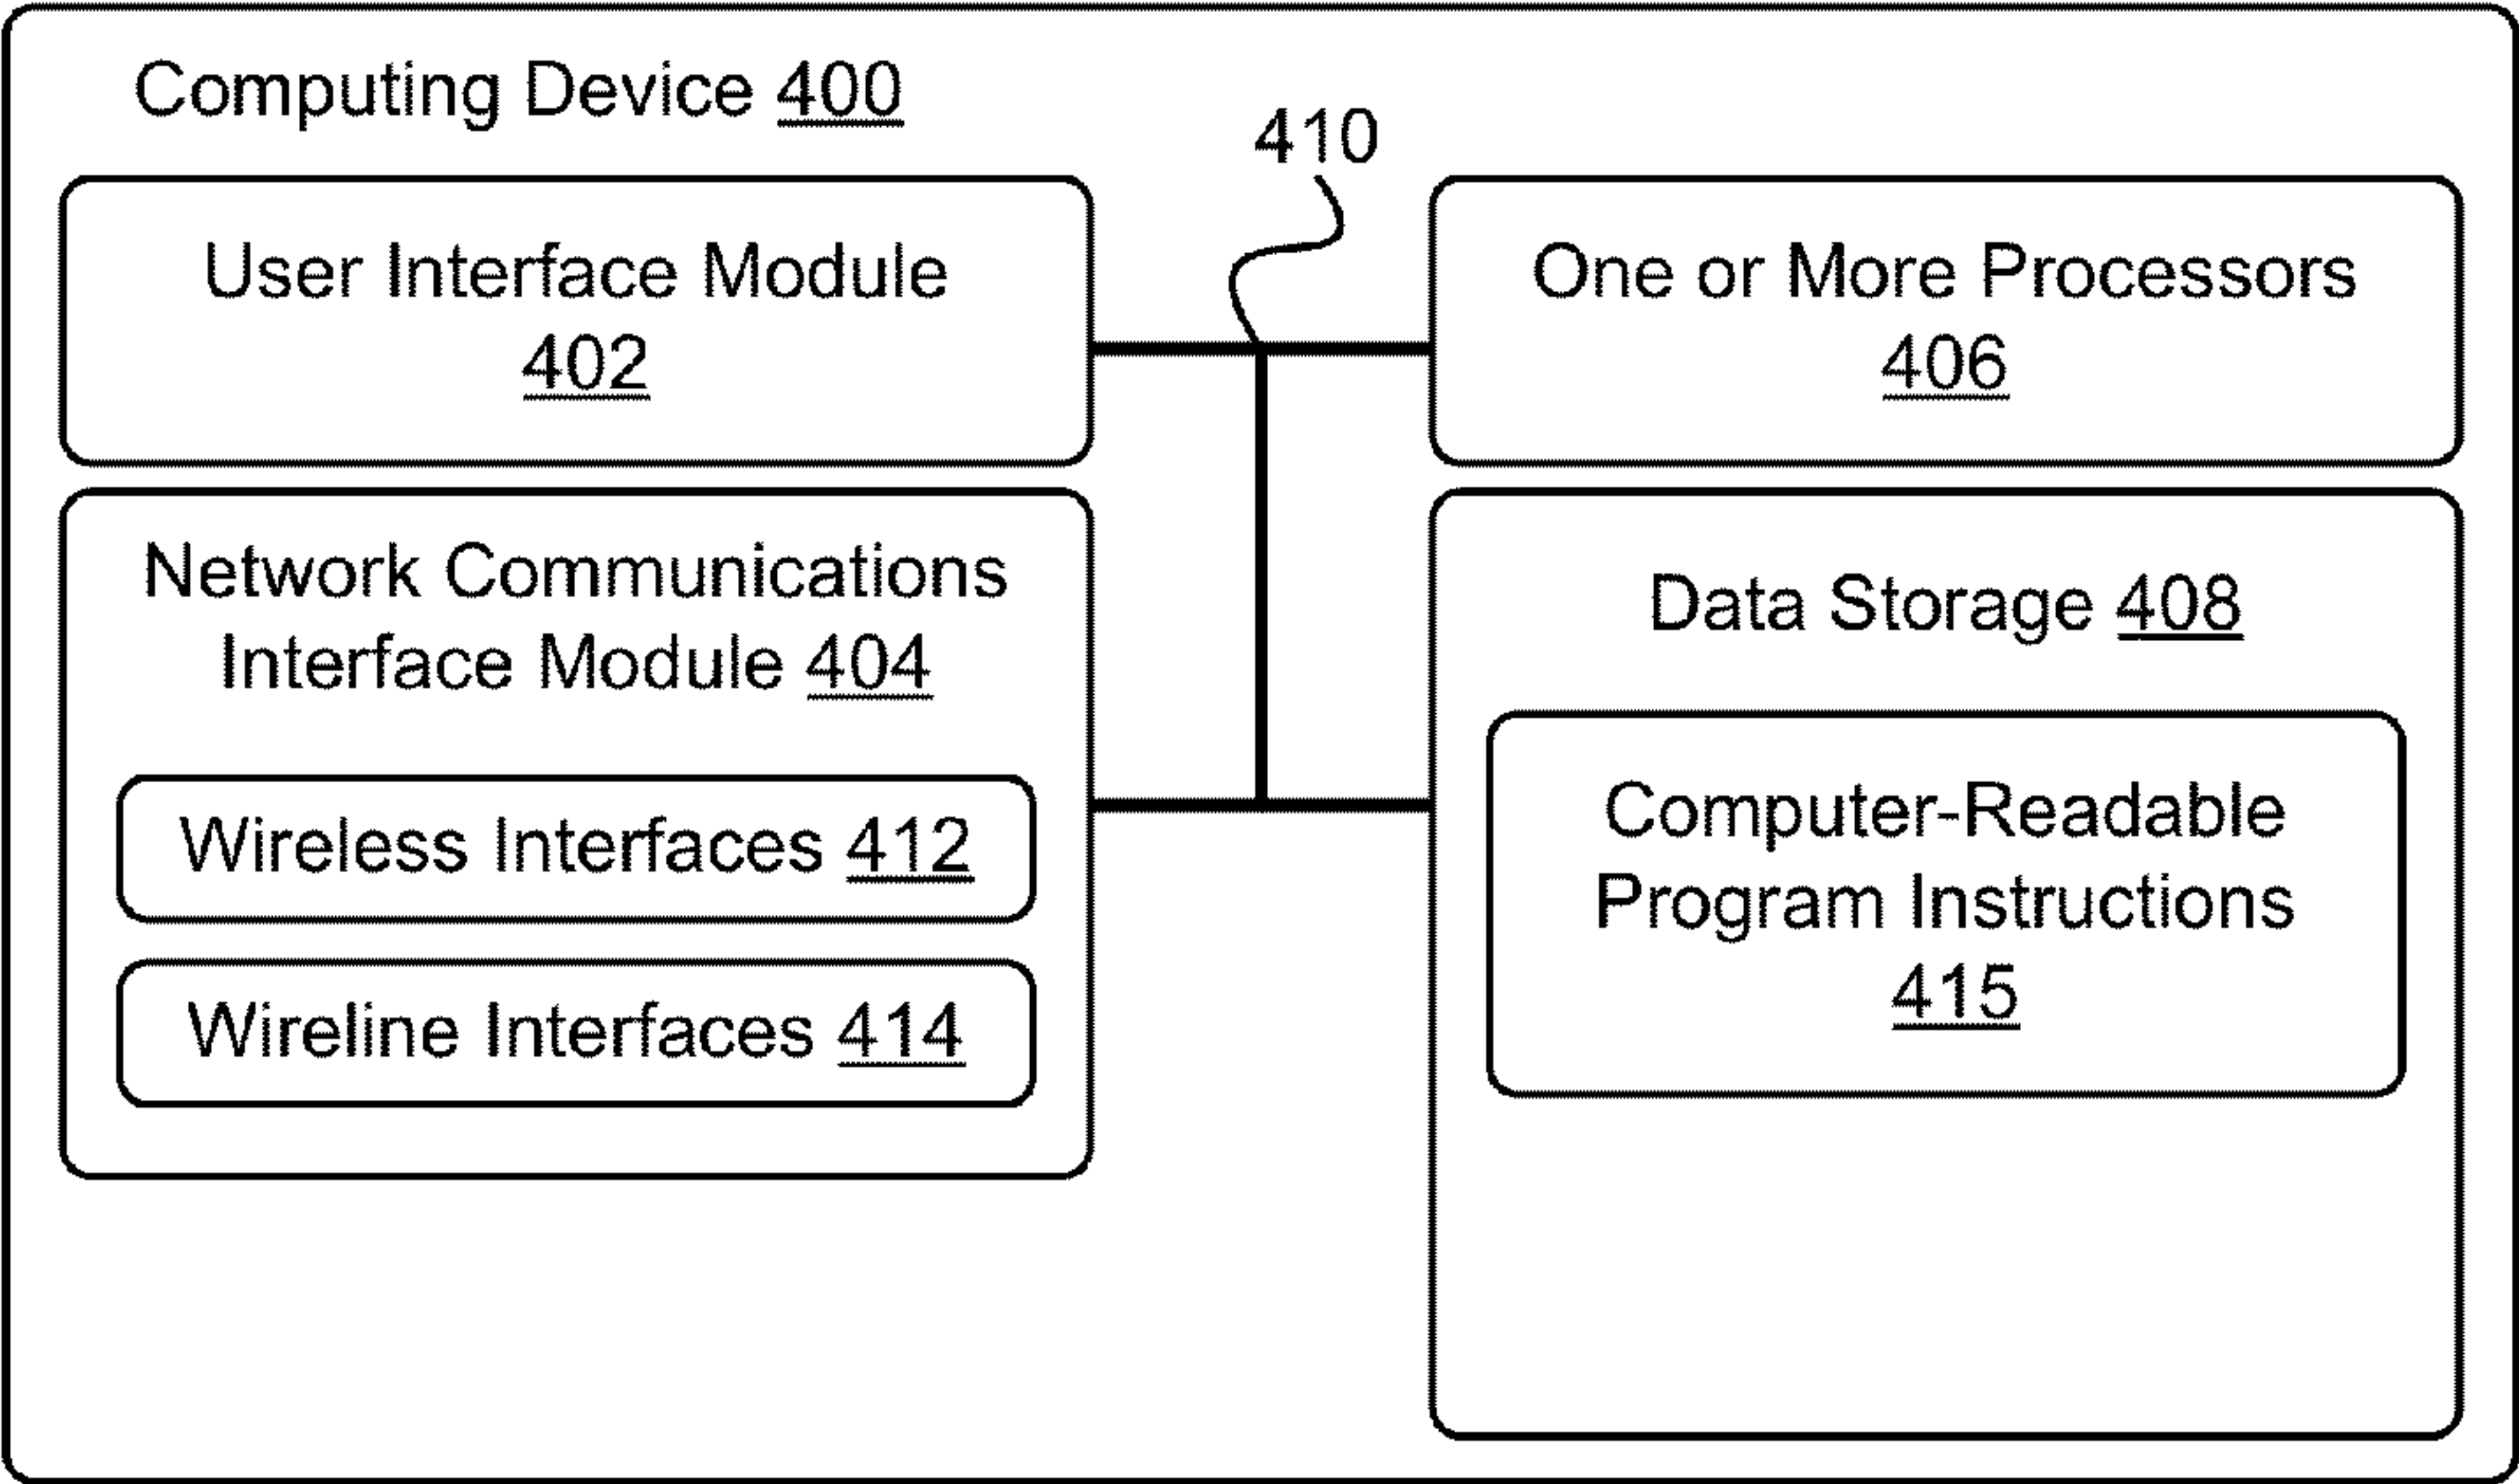 Computing Device 400
410
User Interface Module
402
One or More Processors
406
Network Communications
Interface Module 404
Wireless Interfaces 412
Wireline Interfaces 414
Data Storage 408
Computer-Readable
Program Instructions
415